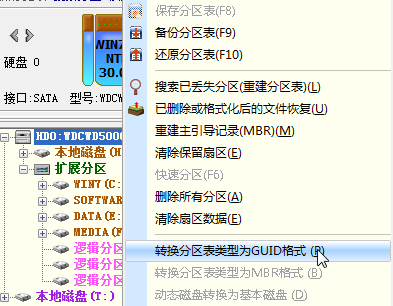 保存分区表(F8)
备份分区表(F9)
还原分区表(F10)
搜索已丢失分区(重建分区表)(L)
已删除或格式化后的文件恢复(U)
重建主引导记录(MBR)(M)
清除保留扇区(E)
快速分区(F6)
删除所有分区(A)
清除扇区数据(E)
转换分区表类型为GUID格式 (P)
转换分区表类型为MBR格式 (B)
动态磁盘转换为基本磁盘 (D)
WIN7
NT
30.0
硬盘 0
接口:SATA 型号:WDCW
HD0:WDCWD5000
本地磁盘(H
扩展分区
WIN7(C:
SOFTWAR
DATA(E:
MEDIA(F
逻辑分区
逻辑分区
逻辑分区
本地磁盘(T:)